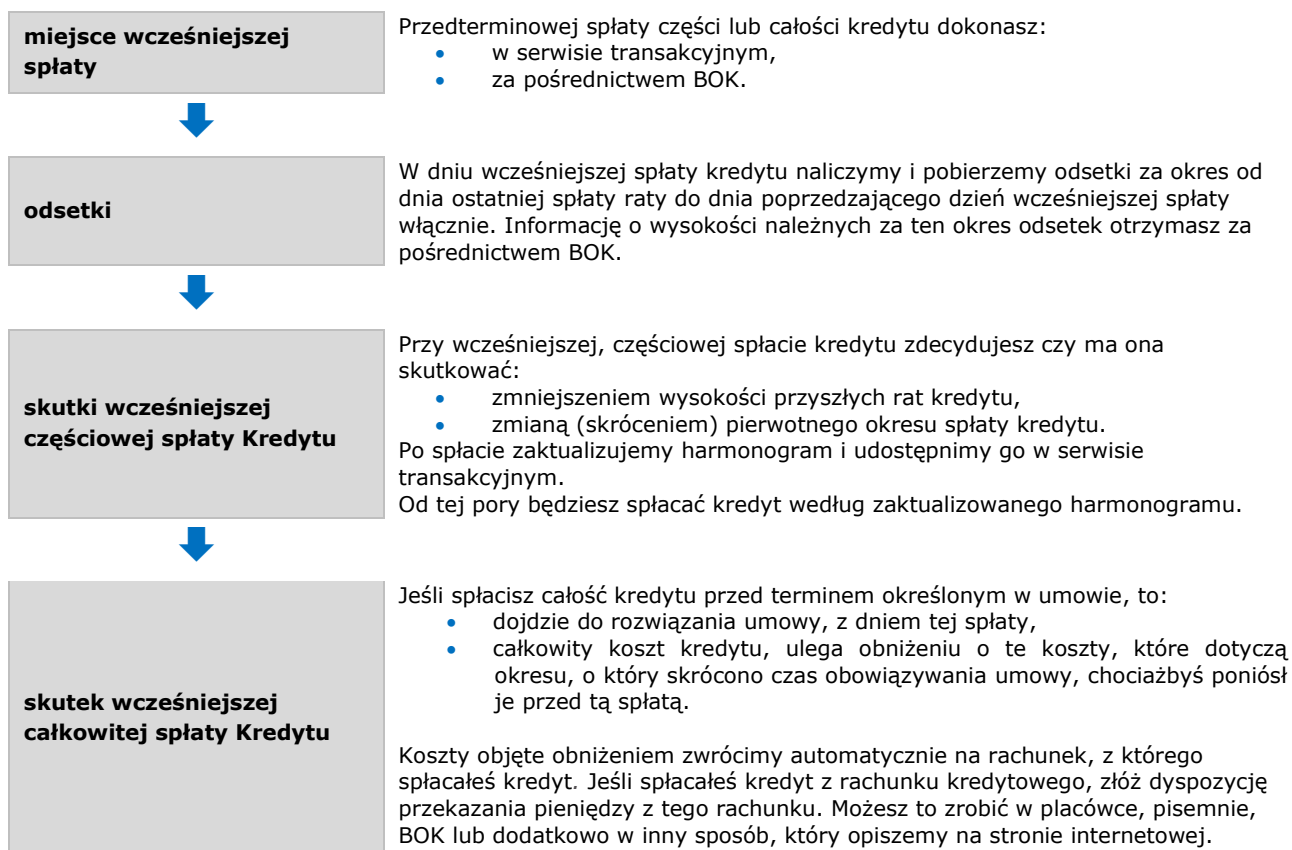 miejsce wcześniejszej
spłaty
Przedterminowej spłaty części lub całości kredytu dokonasz:
• w serwisie transakcyjnym,
• za pośrednictwem BOK.
odsetki
W dniu wcześniejszej spłaty kredytu naliczymy i pobierzemy odsetki za okres od
dnia ostatniej spłaty raty do dnia poprzedzającego dzień wcześniejszej spłaty
włącznie. Informację o wysokości należnych za ten okres odsetek otrzymasz za
pośrednictwem BOK.
skutki wcześniejszej
częściowej spłaty Kredytu
Przy wcześniejszej, częściowej spłacie kredytu zdecydujesz czy ma ona
skutkować:
• zmniejszeniem wysokości przyszłych rat kredytu,
• zmianą (skróceniem) pierwotnego okresu spłaty kredytu.
Po spłacie zaktualizujemy harmonogram i udostępnimy go w serwisie
transakcyjnym.
Od tej pory będziesz spłacać kredyt według zaktualizowanego harmonogramu.
skutek wcześniejszej
całkowitej spłaty Kredytu
Jeśli spłacisz całość kredytu przed terminem określonym w umowie, to:
• dojdzie do rozwiązania umowy, z dniem tej spłaty,
• całkowity koszt kredytu, ulega obniżeniu o te koszty, które dotyczą
okresu, o który skrócono czas obowiązywania umowy, chociażbyś poniósł
je przed tą spłatą.
Koszty objęte obniżeniem zwrócimy automatycznie na rachunek, z którego
spłacałeś kredyt. Jeśli spłacałeś kredyt z rachunku kredytowego, złóż dyspozycję
przekazania pieniędzy z tego rachunku. Możesz to zrobić w placówce, pisemnie,
BOK lub dodatkowo w inny sposób, który opiszemy na stronie internetowej.